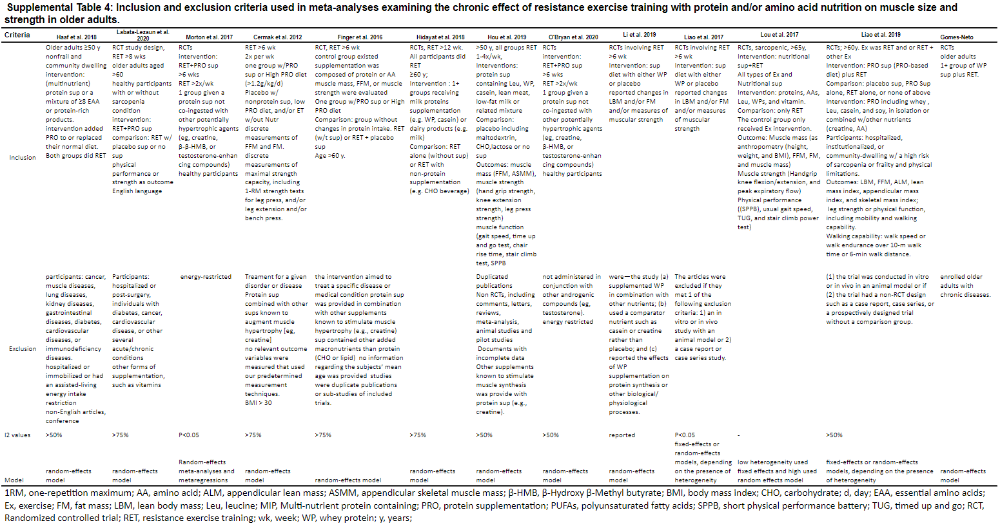 Supplemental Table 4: Inclusion and exclusion criteria used in meta-analyses examining the chronic effect of resistance exercise training with protein and/or amino acid nutrition on muscle size and
strength in older adults.
Criteria
Haaf et al. 2018
Labata-Lezaun et al.
2020
Morton et al. 2017
Cermak et al. 2012
Finger et al. 2016
Hidayat et al. 2018
Hou et al. 2019
O'Bryan et al. 2020
Li et al. 2019
Liao et al. 2017
Lou et al. 2017
Liao et al. 2019
Gomes-Neto
Inclusion
Older adults ≥50 y
nonfrail and
community dwelling
intervention:
(multinutrient)
protein sup or a
mixture of ≥8 EAA
or protein-rich
products.
intervention added
PRO to or replaced
their normal diet.
Both groups did RET
RCT study design,
RET >8 wks
older adults aged
>60
healthy participants
with or without
sarcopenia
condition
intervention:
RET+PRO sup
comparison: RET w/
placebo sup or no
sup
physical
performance or
strength as outcome
English language
RCTs
intervention:
RET+PRO sup
>6 wks
RET >2x/wk
1 group given a
protein sup not
co-ingested with
other potentially
hypertrophic agents
(eg, creatine,
β-β-HMB, or
testosterone-enhan
cing compounds)
healthy participants
RET >6 wk
2x per wk
one group w/PRO
sup or High PRO diet
(>1.2g/kg/d)
Placebo w/
nonprotein sup, low
PRO diet, and/or ET
w/out Nutr
discrete
measurements of
FFM and FM.
discrete
measurements of
maximal strength
capacity, including
1-RM strength tests
for leg press, and/or
leg extension and/or
bench press.
RCT, RET >6 wk
control group existed
supplementation was
composed of protein or AA
muscle mass, FFM, or muscle
strength were evaluated
One group w/PRO sup or High
PRO diet
Comparison: group without
changes in protein intake. RET
(w/t sup) or RET + placebo
sup
Age >60 y.
RCTs, RET >12 wk.
All participants did
RET
≥60 y;
Intervention : 1+
groups receiving
milk proteins
supplementation
(e.g. WP, casein) or
dairy products (e.g.
milk)
Comparison: RET
alone (without sup)
or RET with
non-protein
supplementation
(e.g. CHO beverage)
>50 y, all groups RET
1-4x/wk,
Interventions:
protein sup
containing Leu, WP,
casein, lean meat,
low-fat milk or
related mixture
Comparison:
placebo including
maltodextrin,
CHO,lactose or no
sup
Outcomes: muscle
mass (FFM, ASMM),
muscle strength
(hand grip strength,
knee extension
strength, leg press
strength)
muscle function
(gait speed, time up
and go test, chair
rise time, stair climb
test, SPPB
RCTs
intervention:
RET+PRO sup
>6 wks
RET >2x/wk
1 group given a
protein sup not
co-ingested with
other potentially
hypertrophic agents
(eg, creatine,
β-HMB, or
testosterone-enhan
cing compounds)
healthy participants
RCTs involving RET
>6 wk
Intervention: sup
diet with either WP
or placebo
reported changes in
LBM and/or FM
and/or measures of
muscular strength
RCTs involving RET
>6 wk
Intervention: sup
diet with either
WP or placebo
reported changes
in LBM and/or FM
and/or measures
of muscular
strength
RCTs, sarcopenic, >65y,
Intervention: nutritional
sup+RET
All types of Ex and
Nutritional sup
Intervention: proteins, AAs,
Leu, WPs, and vitamin.
Comparison: only RET
The control group only
received Ex intervention.
Outcome: Muscle mass (as
anthropometry (height,
weight, and BMI), FFM, FM,
and muscle mass)
Muscle strength (Handgrip
knee flexion/extension, and
peak expiratory flow)
Physical performance
((SPPB), usual gait speed,
TUG, and stair climb power
test)
RCTs; >60y. Ex was RET and or RET +
other Ex
Intervention: PRO sup (PRO-based
diet) plus RET
Comparison: placebo sup, PRO Sup
alone, RET alone, or none of above
Intervention: PRO including whey ,
Leu, casein, and soy, in isolation or
combined w/other nutrients
(creatine, AA)
Participants: hospitalized,
institutionalized, or
community-dwelling w/ a high risk
of sarcopenia or frailty and physical
limitations.
Outcomes: LBM, FFM, ALM, lean
mass index, appendicular mass
index, and skeletal mass index;
leg strength or physical function,
including mobility and walking
capability.
Walking capability: walk speed or
walk endurance over 10-m walk
time or 6-min walk distance.
RCTs
older adults
1+ group of WP
sup plus RET.
Exclusion
participants: cancer,
muscle diseases,
lung diseases,
kidney diseases,
gastrointestinal
diseases, diabetes,
cardiovascular
diseases, or
immunodeficiency
diseases.
hospitalized or
immobilized or had
an assisted-living
energy intake
restriction
non-English articles,
conference
Participants:
hospitalized or
post-surgery,
individuals with
diabetes, cancer,
cardiovascular
disease, or other
several
acute/chronic
conditions
other forms of
supplementation,
such as vitamins
energy-restricted
Treament for a given
disorder or disease
Protein sup
combined with other
sups known to
augment muscle
hypertrophy [eg,
creatine]
no relevant outcome
variables were
measured that used
our predetermined
measurement
techniques.
BMI > 30
the intervention aimed to
treat a specific disease or
medical condition protein sup
was provided in combination
with other supplements
known to stimulate muscle
hypertrophy (e.g., creatine)
sup contained other added
macronutrients than protein
(CHO or lipid) no information
regarding the subjects' mean
age was provided studies
were duplicate publications
or sub-studies of included
trials.
Duplicated
publications
Non RCTs, including
comments, letters,
reviews,
meta-analysis,
animal studies and
pilot studies
Documents with
incomplete data
Other supplements
known to stimulate
muscle synthesis
was provide with
protein sup (e.g.,
creatine).
not administered in
conjunction with
other androgenic
compounds (eg,
testosterone).
energy restricted
were—the study (a)
supplemented WP
in combination with
other nutrients; (b)
used a comparator
nutrient such as
casein or creatine
rather than
placebo; and (c)
reported the effects
of WP
supplementation on
protein synthesis or
other biological/
physiological
processes.
The articles were
excluded if they
met 1 of the
following exclusion
criteria: 1) an in
vitro or in vivo
study with an
animal model or 2)
a case report or
case series study.
(1) the trial was conducted in vitro
or in vivo in an animal model or if
(2) the trial had a non-RCT design
such as a case report, case series, or
a prospectively designed trial
without a comparison group.
enrolled older
adults with
chronic diseases.
I2 values
>50%
>75%
P<0.05
>75%
>75%
>75%
>50%
>50%
reported
P<0.05
-
>50%
Model
random-effects
model
random-effects
model
Random-effects
meta-analyses and
metaregressions
random-effects
model
random-effects model
random-effects
model
random-effects
model
random-effects
model
random-effects
model
fixed-effects or
random-effects
models, depending
on the presence of
heterogeneity
low heterogeneity used
fixed effects and high used
random effects model
fixed-effects or random-effects
models, depending on the presence
of heterogeneity
random-effects
model
1RM, one-repetition maximum; AA, amino acid; ALM, appendicular lean mass; ASMM, appendicular skeletal muscle mass; β-HMB, β-Hydroxy β-Methyl butyrate; BMI, body mass index; CHO, carbohydrate; d, day; EAA, essential amino acids;
Ex, exercise; FM, fat mass; LBM, lean body mass; Leu, leucine; MIP, Multi-nutrient protein containing; PRO, protein supplementation; PUFAs, polyunsaturated fatty acids; SPPB, short physical performance battery; TUG, timed up and go; RCT,
Randomized controlled trial; RET, resistance exercise training; wk, week; WP, whey protein; y, years;